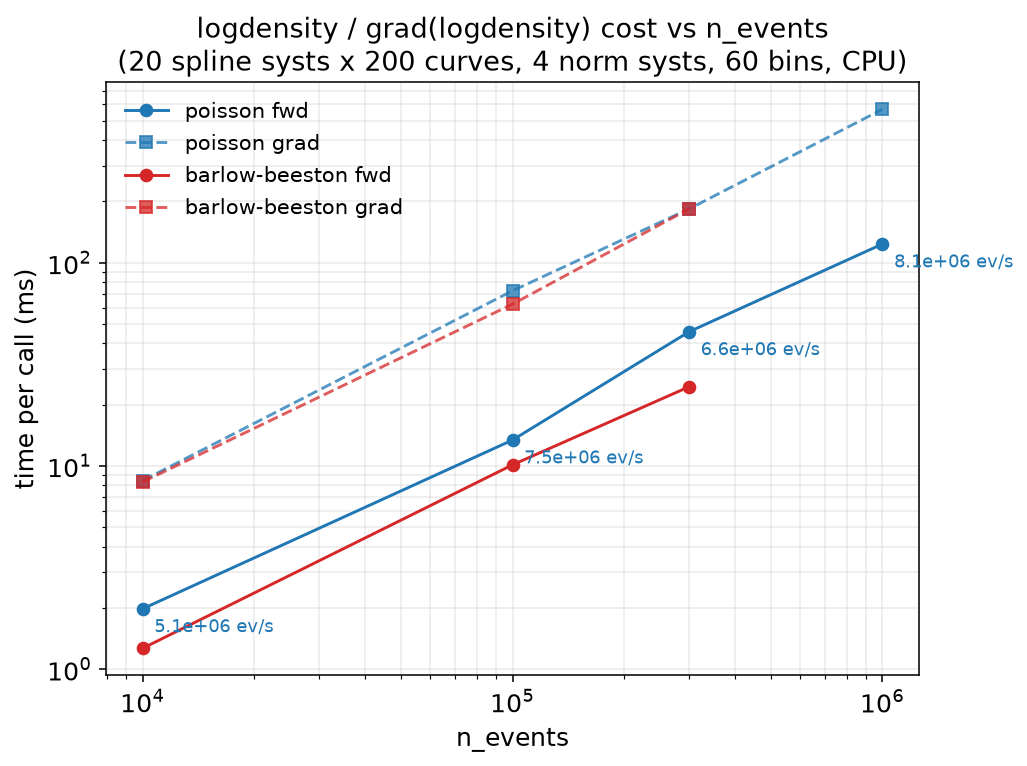 logdensity / grad(logdensity) cost vs n_events
(20 spline systs x 200 curves, 4 norm systs, 60 bins, CPU)
poisson fwd
poisson grad
barlow-beeston fwd
barlow-beeston grad
time per call (ms)
10²
10¹
10⁰
8.1e+06 ev/s
6.6e+06 ev/s
7.5e+06 ev/s
5.1e+06 ev/s
10⁴ 10⁵ 10⁶
n_events